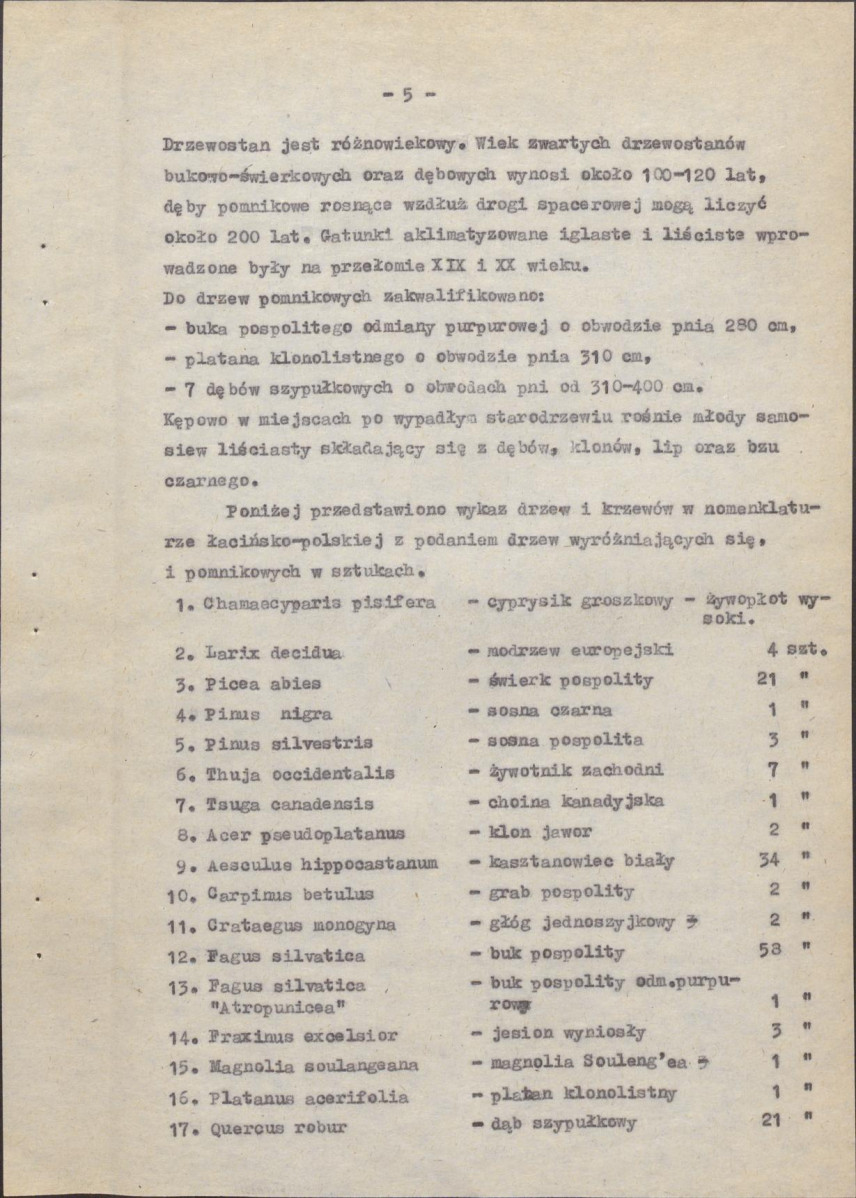 - 5 -
Drzewostan jest różnowiekowy. Wiek zwartych drzewostanów
bukowo-świerkowych oraz dębowych wynosi około 100-120 lat,
dęby pomnikowe rosnące wzdłuż drogi spacerowej mogą liczyć
około 200 lat. Gatunki aklimatyzowane iglaste i liściste wpro-
wadzone były na przełomie XIX i XX wieku.
Do drzew pomnikowych zakwalifikowano:
- buka pospolitego odmiany purpurowej o obwodzie pnia 280 cm,
- platana klonolistnego o obwodzie pnia 310 cm,
- 7 dębów szypułkowych o obwodach pni od 310-400 cm.
Kępowo w miejscach po wypadłym starodrzewiu rośnie młody samo-
siew liściasty składający się z dębów, klonów, lip oraz bzu
czarnego.
Poniżej przedstawiono wykaz drzew i krzewów w nomenklatu-
rze łacińsko-polskiej z podaniem drzew wyróżniających się,
i pomnikowych w sztukach.
1. Chamaecyparis pisifera - cyprysik groszkowy - żywopłot wy-
soki.
2. Larix decidua - modrzew europejski 4 szt.
3. Picea abies - świerk pospolity 21 "
4. Pinus nigra - sosna czarna 1 "
5. Pinus silvestris - sosna pospolita 3 "
6. Thuja occidentalis - żywotnik zachodni 7 "
7. Tsuga canadensis - choina kanadyjska 1 "
8. Acer pseudoplatanus - klon jawor 2 "
9. Aesculus hippocastanum - kasztanowiec biały 34 "
10. Carpinus betulus - grab pospolity 2 "
11. Crataegus monogyna - głóg jednoszyjkowy 2 "
12. Fagus silvatica - buk pospolity 58 "
13. Fagus silvatica - buk pospolity odm.purpu-
"Atropunicea" rowa 1 "
14. Fraxinus excelsior - jesion wyniosły 3 "
15. Magnolia soulangeana - magnolia Souleng'ea 1 "
16. Platanus acerifolia - platan klonolistny 1 "
17. Quercus robur - dąb szypułkowy 21 "